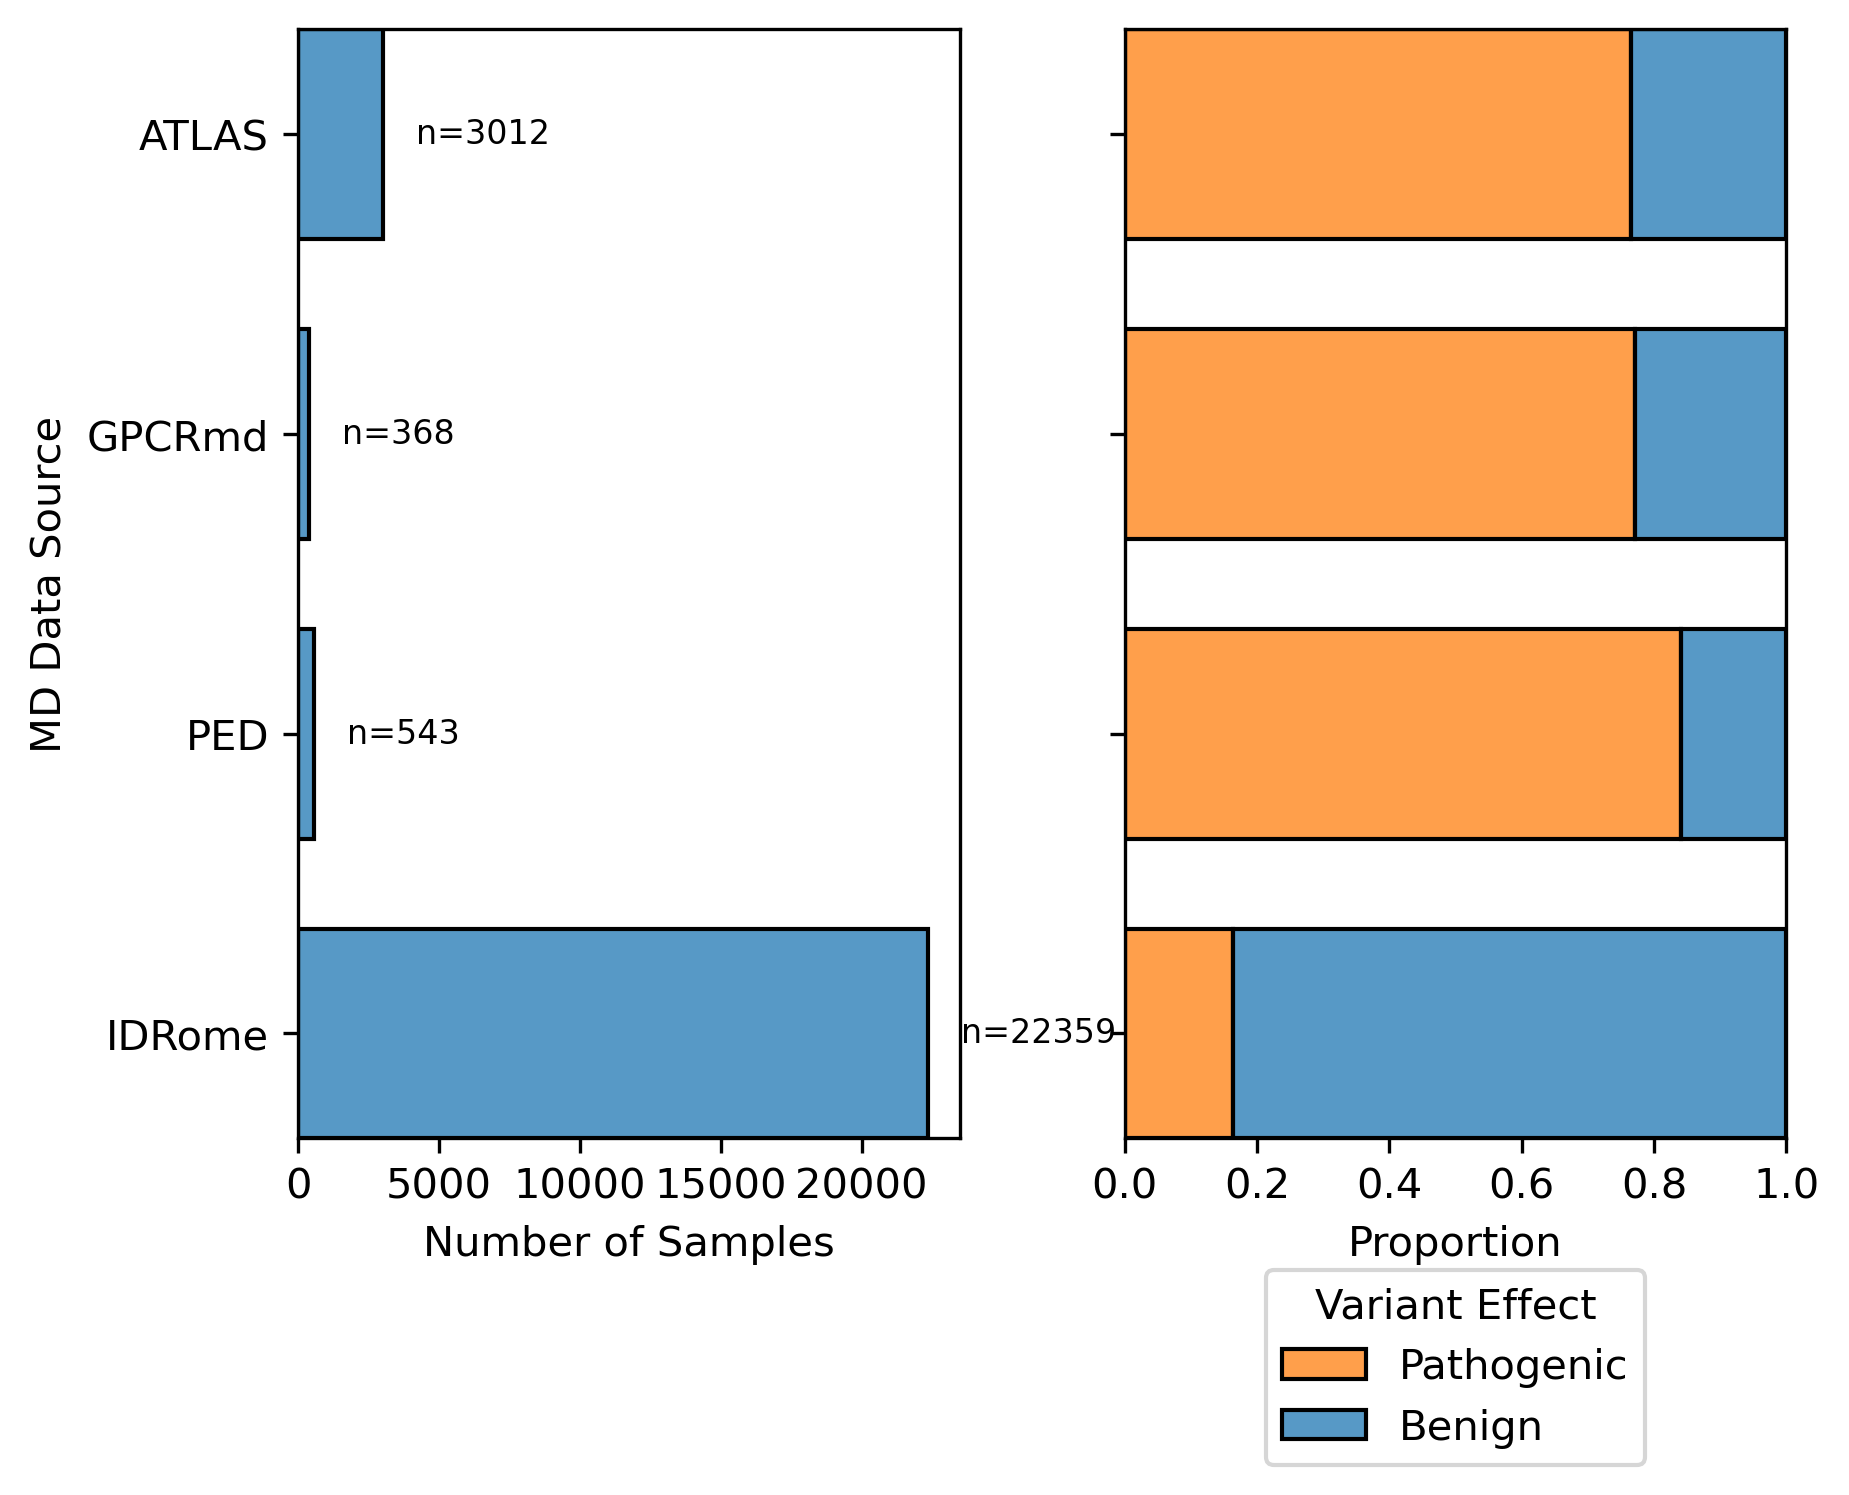 MD Data Source
ATLAS
GPCRmd
PED
IDRome
n=3012
n=368
n=543
n=22359
0 5000 10000 15000 20000
Number of Samples
0.0 0.2 0.4 0.6 0.8 1.0
Proportion
Variant Effect
Pathogenic
Benign